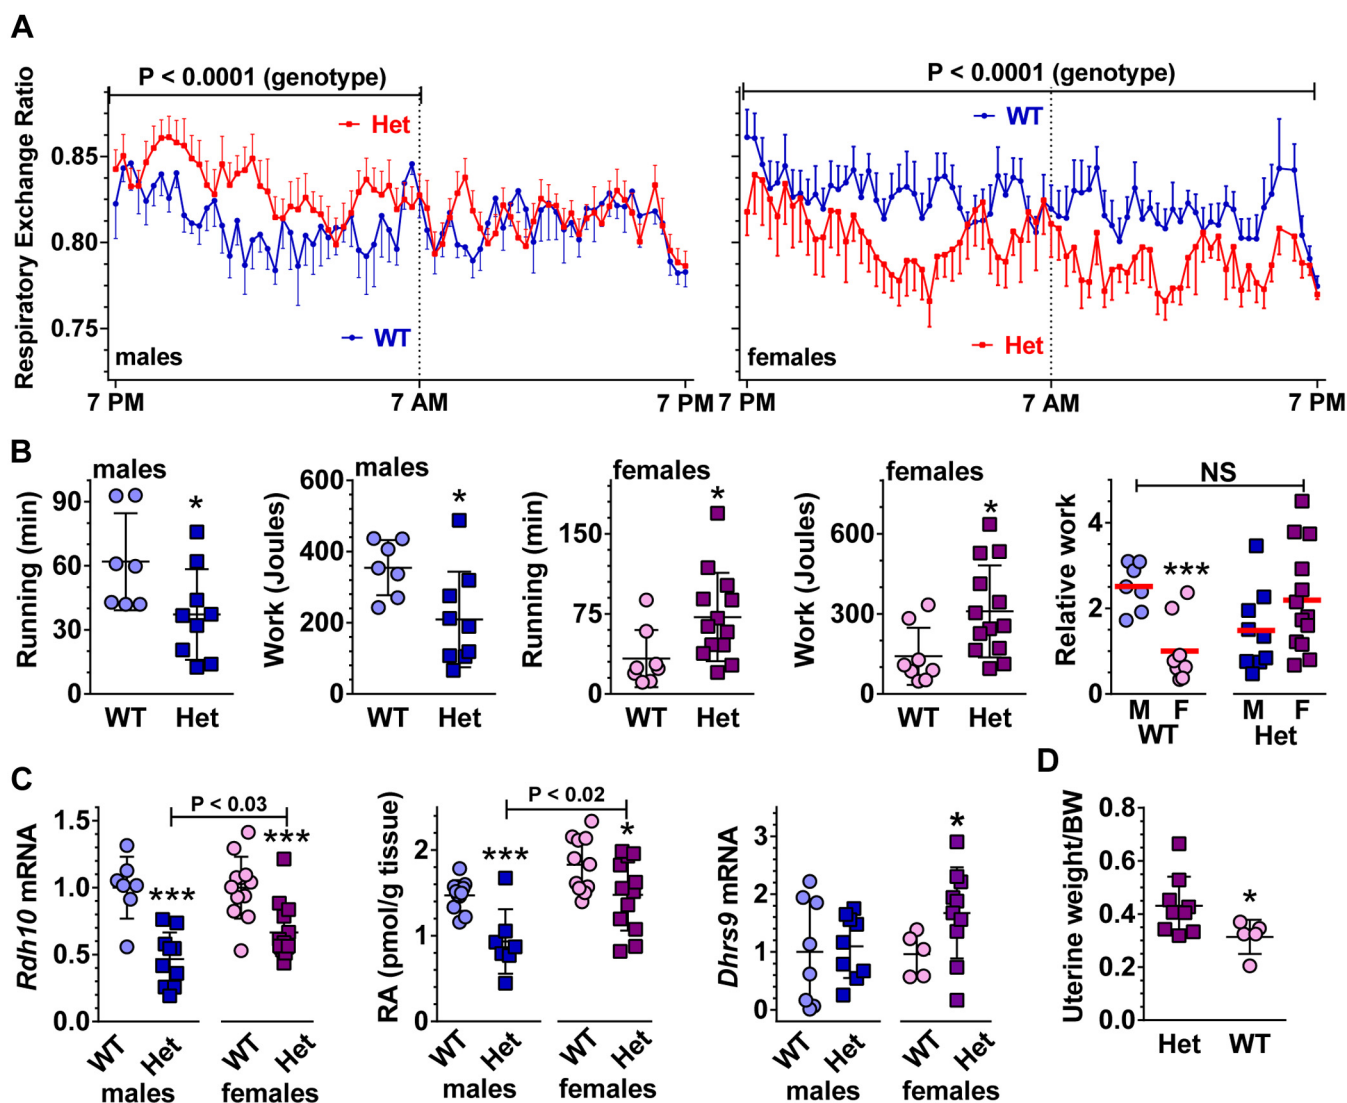 A
Respiratory Exchange Ratio
P < 0.0001 (genotype)
Het
WT
males
0.85
0.80
0.75
7 PM
7 AM
7 PM
P < 0.0001 (genotype)
WT
Het
females
7 PM
7 AM
7 PM
B
males
Running (min)
90
60
30
0
*
WT
Het
males
Work (Joules)
600
400
200
0
*
WT
Het
females
Running (min)
150
75
0
*
WT
Het
females
Work (Joules)
600
300
0
*
WT
Het
NS
Relative work
4
2
0
***
M
F
M
F
WT
Het
C
Rdh10 mRNA
1.5
1.0
0.5
0.0
P < 0.03
***
***
WT
Het
WT
Het
males
females
RA (pmol/g tissue)
2
1
0
P < 0.02
***
*
WT
Het
WT
Het
males
females
Dhrs9 mRNA
3
2
1
0
*
WT
Het
WT
Het
males
females
D
Uterine weight/BW
0.8
0.6
0.4
0.2
0.0
*
Het
WT